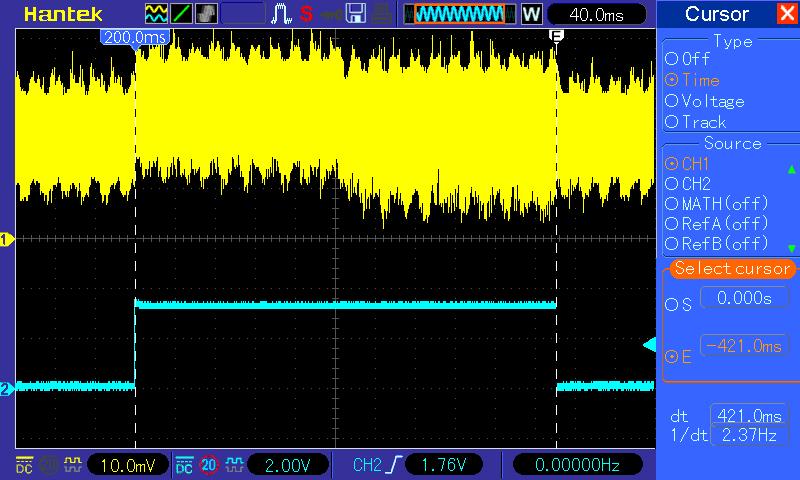 Hantek
S
W
40.0ms
Cursor
200.0ms
E
Type
Off
Time
Voltage
Track
Source
CH1
CH2
MATH(off)
RefA(off)
RefB(off)
Select cursor
S 0.000s
E -421.0ms
dt 421.0ms
1/dt 2.37Hz
1
2
DC 20 10.0mV DC 20 2.00V CH2 1.76V 0.00000Hz